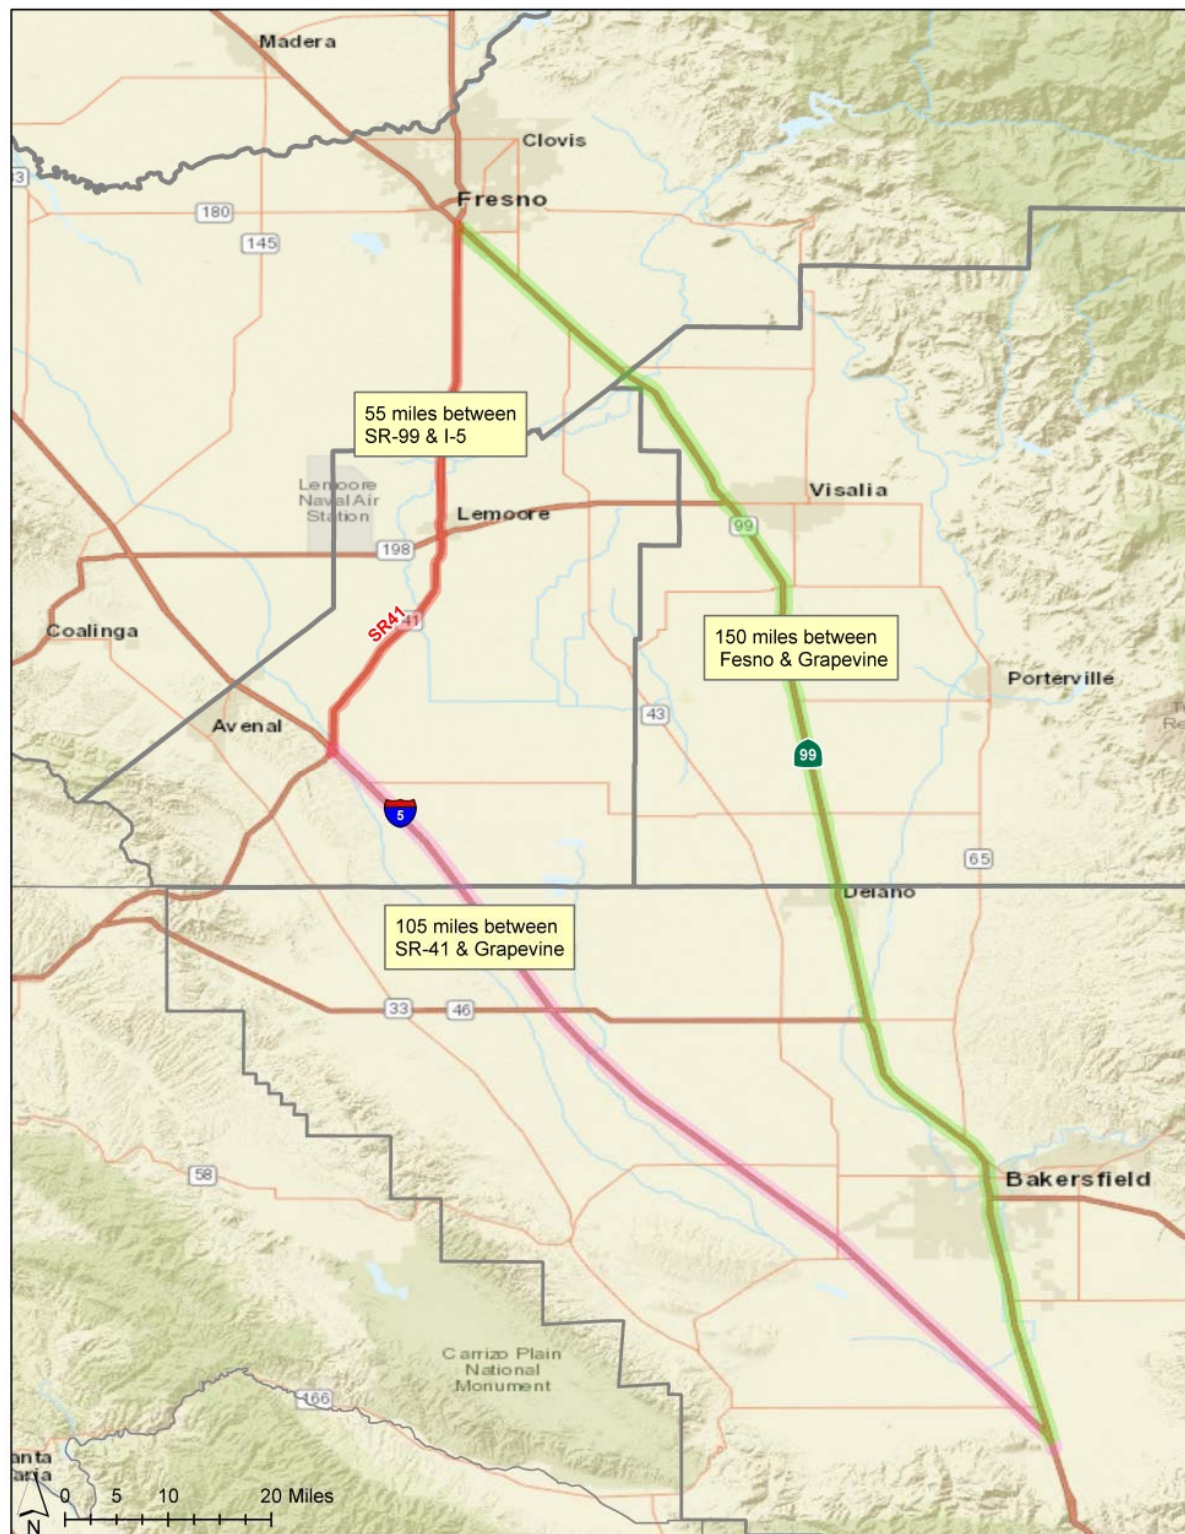 Madera
Clovis
Fresno
180
145
55 miles between
SR-99 & I-5
Lemoore
Naval Air
Station
Lemoore
Visalia
99
198
SR41
41
Coalinga
150 miles between
Fesno & Grapevine
Porterville
Avenal
43
99
5
65
Delano
105 miles between
SR-41 & Grapevine
33
46
58
Bakersfield
Carrizo Plain
National
Monument
166
anta
aria
0 5 10 20 Miles
N